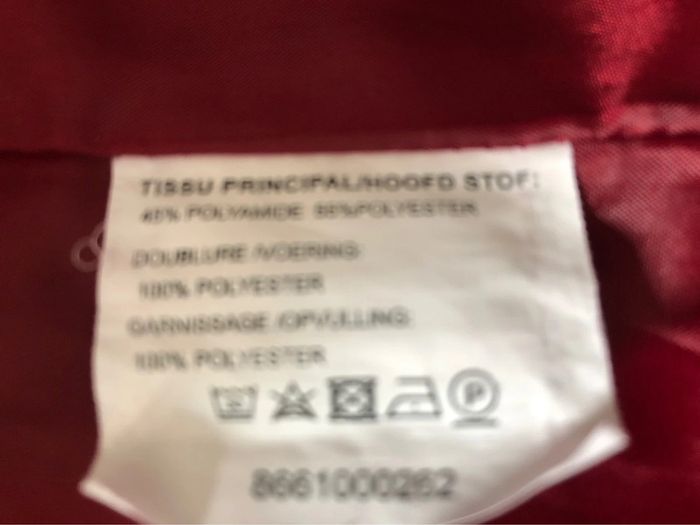 TISSU PRINCIPAL/HOOFD STOF:
45% POLYAMIDE 55%POLYESTER
DOUBLURE /VOERING:
100% POLYESTER
GARNISSAGE /OPVULLING:
100% POLYESTER
P
8661000262